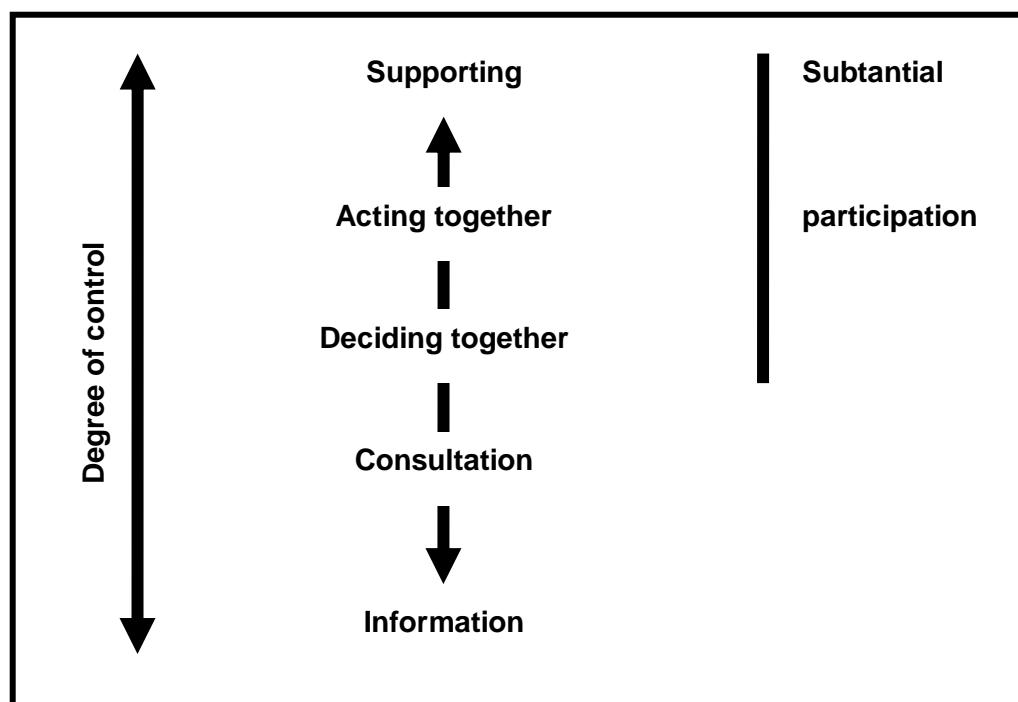 Supporting
Subtantial
Acting together
participation
Degree of control
Deciding together
Consultation
Information